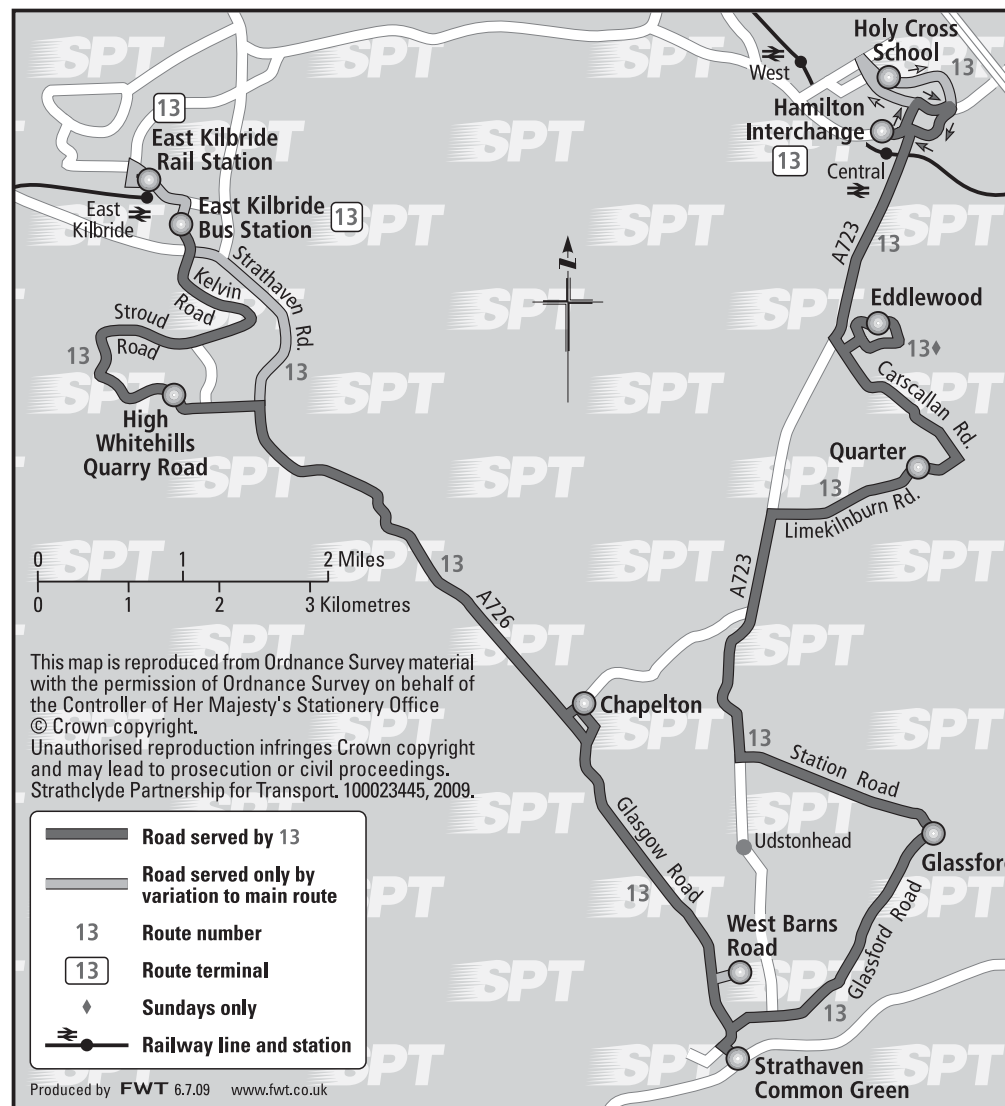 Holy Cross
School
13
West
Hamilton
Interchange
13
Central
13
East Kilbride
Rail Station
East
Kilbride
East Kilbride
Bus Station
13
Strathaven
Rd.
Kelvin
Road
Stroud
Road
13
13
High
Whitehills
Quarry Road
N
A723
13
Eddlewood
13♦
Carscallan Rd.
Quarter
13
Limekilnburn Rd.
A723
0 1 2 Miles
0 1 2 3 Kilometres
13
A726
This map is reproduced from Ordnance Survey material
with the permission of Ordnance Survey on behalf of
the Controller of Her Majesty's Stationery Office
© Crown copyright.
Unauthorised reproduction infringes Crown copyright
and may lead to prosecution or civil proceedings.
Strathclyde Partnership for Transport. 100023445, 2009.
Chapelton
13
Station Road
Glasgow Road
13
Udstonhead
Glassford
Glassford Road
West Barns
Road
13
Strathaven
Common Green
Road served by 13
Road served only by
variation to main route
13 Route number
13 Route terminal
♦ Sundays only
Railway line and station
Produced by FWT 6.7.09 www.fwt.co.uk
SPT